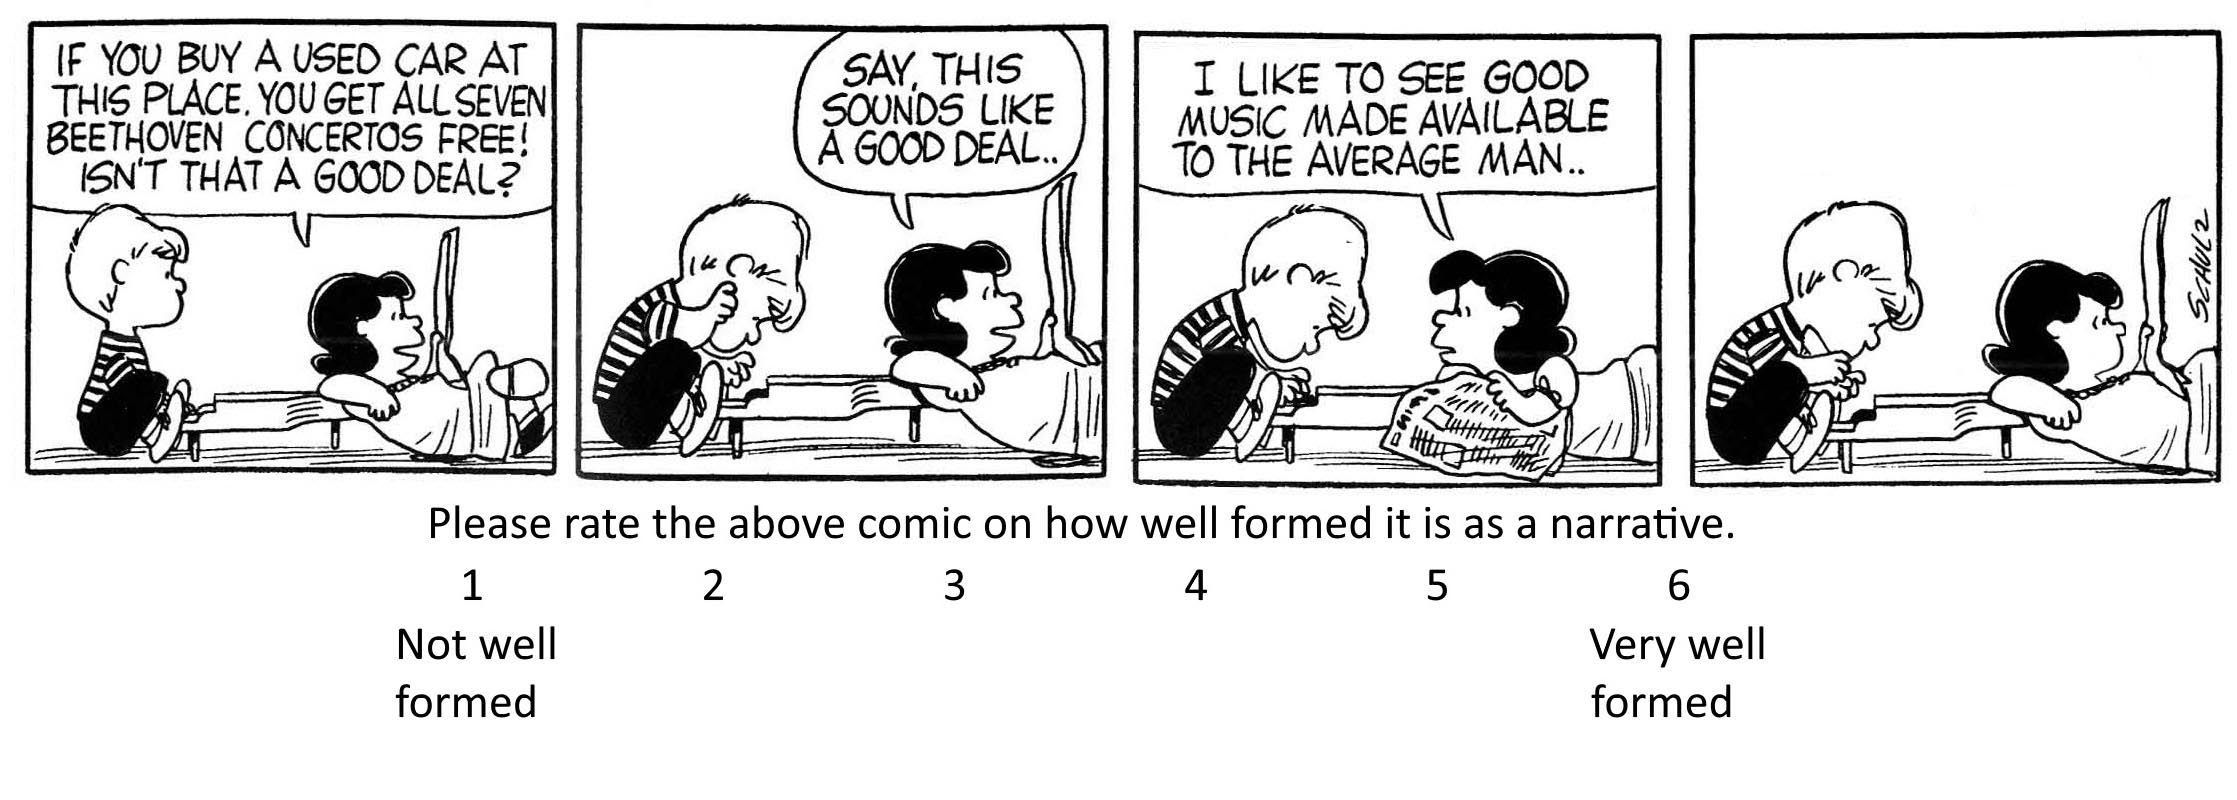 IF YOU BUY A USED CAR AT
THIS PLACE, YOU GET ALL SEVEN
BEETHOVEN CONCERTOS FREE!
ISN'T THAT A GOOD DEAL?
SAY, THIS
SOUNDS LIKE
A GOOD DEAL..
I LIKE TO SEE GOOD
MUSIC MADE AVAILABLE
TO THE AVERAGE MAN..
SCHULZ
Please rate the above comic on how well formed it is as a narrative.
1 2 3 4 5 6
Not well
formed
Very well
formed